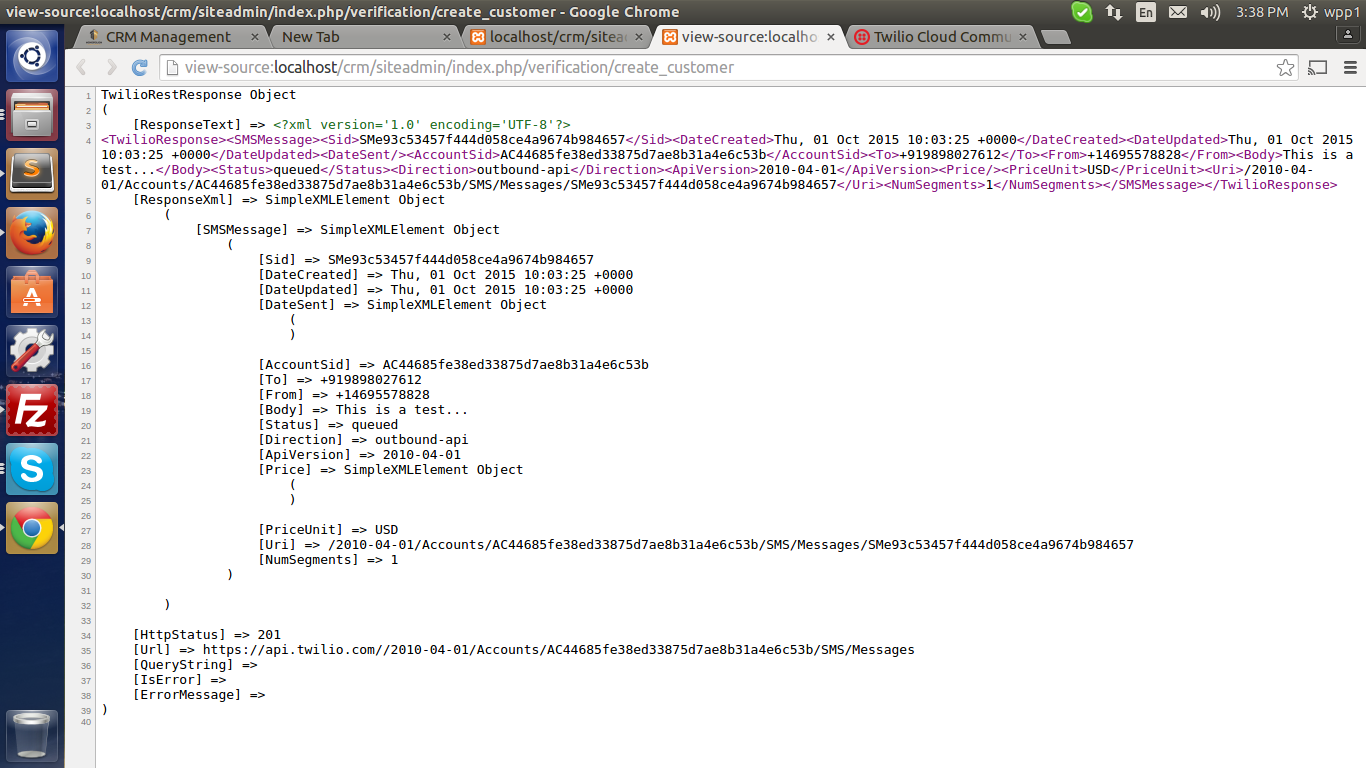 view-source:localhost/crm/siteadmin/index.php/verification/create_customer - Google Chrome
En
3:38 PM
wpp1
CRM Management
New Tab
localhost/crm/sitea
view-source:localho
Twilio Cloud Commu
view-source:localhost/crm/siteadmin/index.php/verification/create_customer
1 TwilioRestResponse Object
2 (
3 [ResponseText] => <?xml version='1.0' encoding='UTF-8'?>
4 <TwilioResponse><SMSMessage><Sid>SMe93c53457f444d058ce4a9674b984657</Sid><DateCreated>Thu, 01 Oct 2015 10:03:25 +0000</DateCreated><DateUpdated>Thu, 01 Oct 2015
10:03:25 +0000</DateUpdated><DateSent/><AccountSid>AC44685fe38ed33875d7ae8b31a4e6c53b</AccountSid><To>+919898027612</To><From>+14695578828</From><Body>This is a
test...</Body><Status>queued</Status><Direction>outbound-api</Direction><ApiVersion>2010-04-01</ApiVersion><Price/><PriceUnit>USD</PriceUnit><Uri>/2010-04-
01/Accounts/AC44685fe38ed33875d7ae8b31a4e6c53b/SMS/Messages/SMe93c53457f444d058ce4a9674b984657</Uri><NumSegments>1</NumSegments></SMSMessage></TwilioResponse>
5 [ResponseXml] => SimpleXMLElement Object
6 (
7 [SMSMessage] => SimpleXMLElement Object
8 (
9 [Sid] => SMe93c53457f444d058ce4a9674b984657
10 [DateCreated] => Thu, 01 Oct 2015 10:03:25 +0000
11 [DateUpdated] => Thu, 01 Oct 2015 10:03:25 +0000
12 [DateSent] => SimpleXMLElement Object
13 (
14 )
15
16 [AccountSid] => AC44685fe38ed33875d7ae8b31a4e6c53b
17 [To] => +919898027612
18 [From] => +14695578828
19 [Body] => This is a test...
20 [Status] => queued
21 [Direction] => outbound-api
22 [ApiVersion] => 2010-04-01
23 [Price] => SimpleXMLElement Object
24 (
25 )
26
27 [PriceUnit] => USD
28 [Uri] => /2010-04-01/Accounts/AC44685fe38ed33875d7ae8b31a4e6c53b/SMS/Messages/SMe93c53457f444d058ce4a9674b984657
29 [NumSegments] => 1
30 )
31
32 )
33
34 [HttpStatus] => 201
35 [Url] => https://api.twilio.com//2010-04-01/Accounts/AC44685fe38ed33875d7ae8b31a4e6c53b/SMS/Messages
36 [QueryString] =>
37 [IsError] =>
38 [ErrorMessage] =>
39 )
40